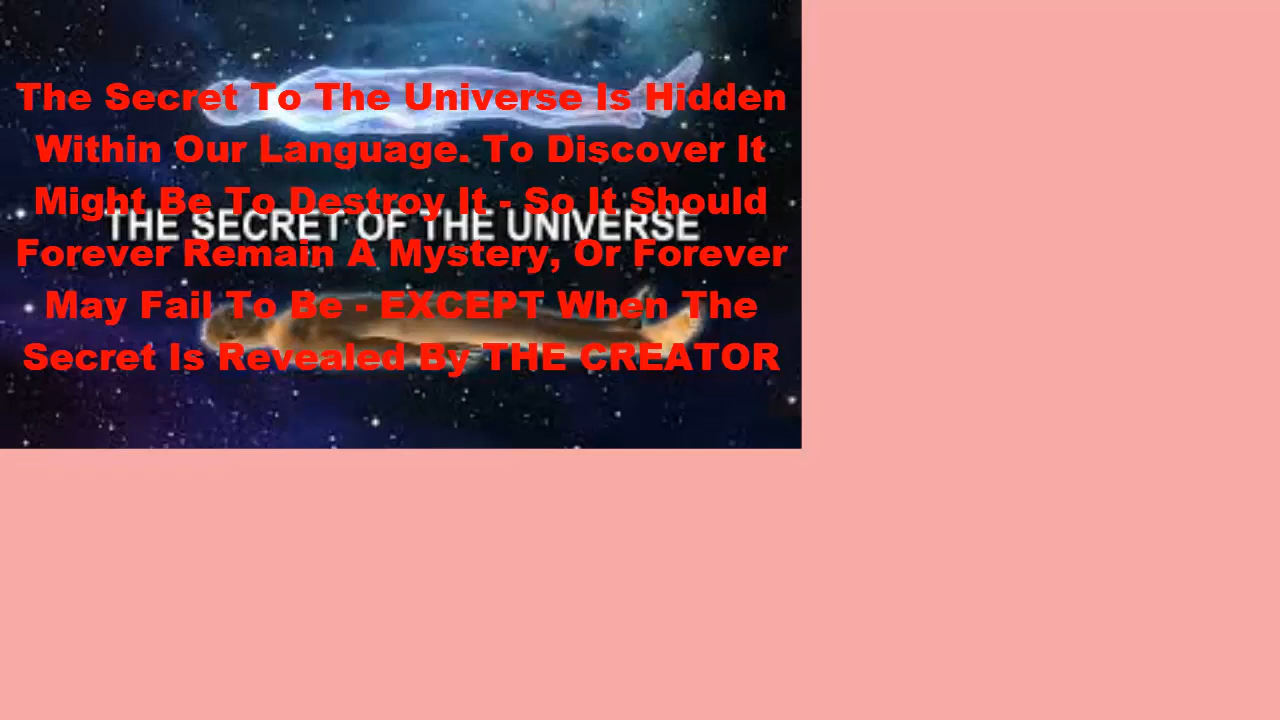 The Secret To The Universe Is Hidden
Within Our Language. To Discover It
Might Be To Destroy It - So It Should
THE SECRET OF THE UNIVERSE
Forever Remain A Mystery, Or Forever
May Fail To Be - EXCEPT When The
Secret Is Revealed By THE CREATOR